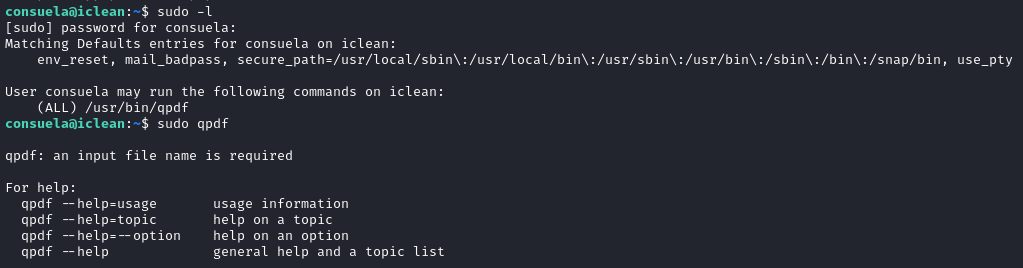 consuela@iclean:~$ sudo -l
[sudo] password for consuela:
Matching Defaults entries for consuela on iclean:
    env_reset, mail_badpass, secure_path=/usr/local/sbin\:/usr/local/bin\:/usr/sbin\:/usr/bin\:/sbin\:/bin\:/snap/bin, use_pty

User consuela may run the following commands on iclean:
    (ALL) /usr/bin/qpdf
consuela@iclean:~$ sudo qpdf

qpdf: an input file name is required

For help:
  qpdf --help=usage       usage information
  qpdf --help=topic       help on a topic
  qpdf --help=--option    help on an option
  qpdf --help             general help and a topic list